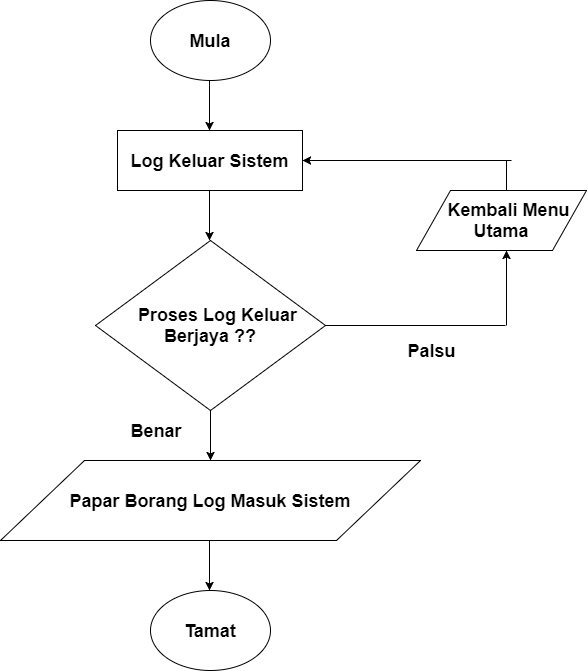 Mula
Log Keluar Sistem
Kembali Menu
Utama
Proses Log Keluar
Berjaya ??
Palsu
Benar
Papar Borang Log Masuk Sistem
Tamat